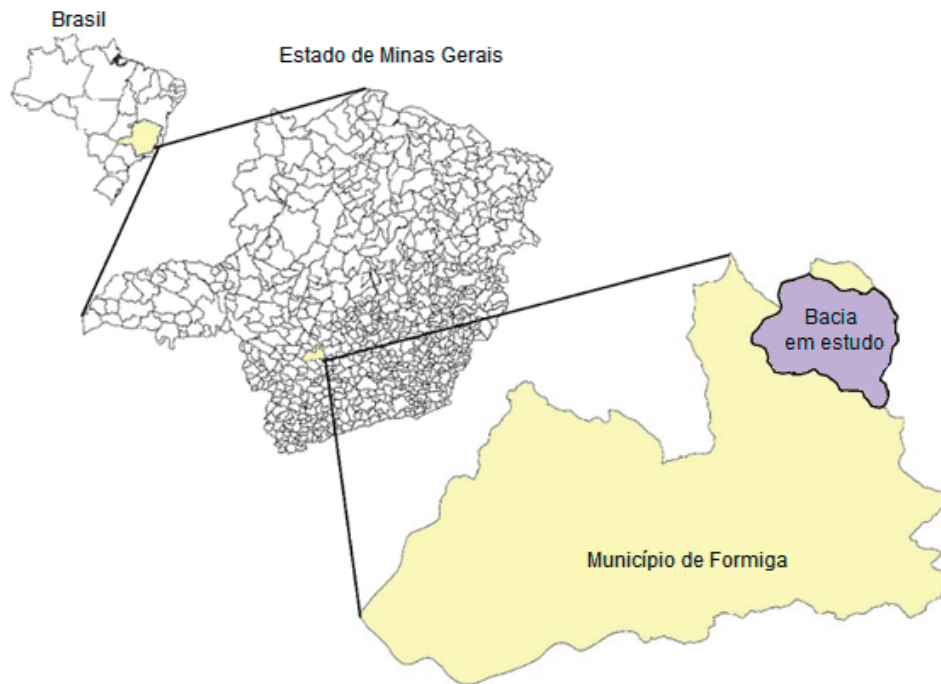 Brasil
Estado de Minas Gerais
Bacia
em estudo
Município de Formiga